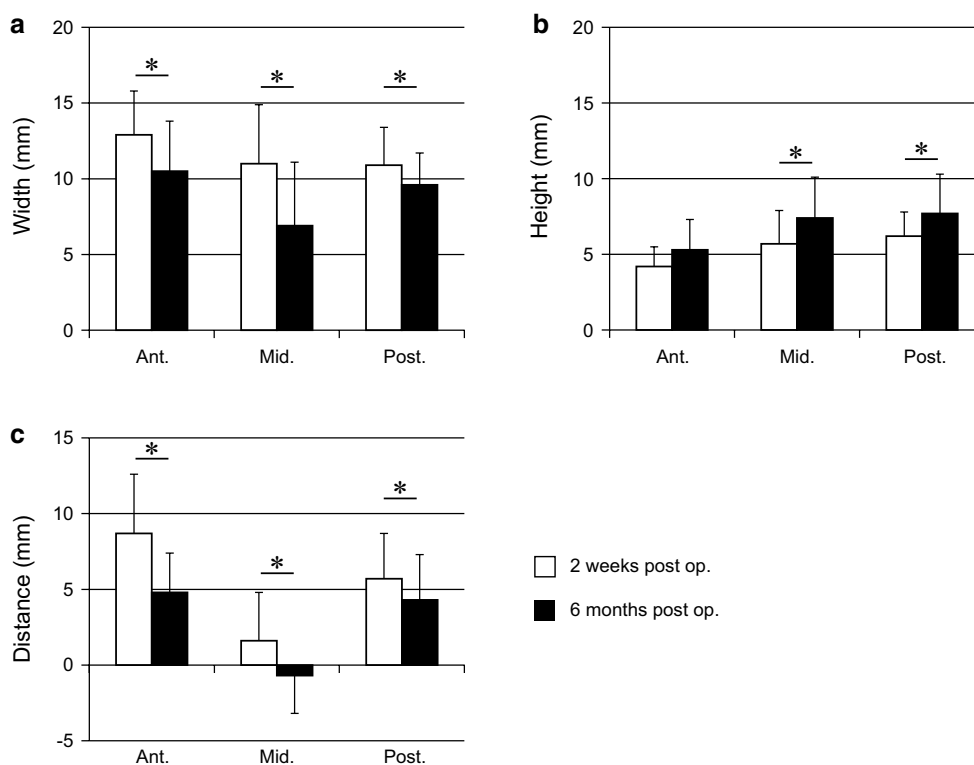 a
Width (mm)
20
15
10
5
0
*
*
*
Ant.
Mid.
Post.
b
Height (mm)
20
15
10
5
0
*
*
Ant.
Mid.
Post.
c
Distance (mm)
15
10
5
0
-5
*
*
*
Ant.
Mid.
Post.
2 weeks post op.
6 months post op.